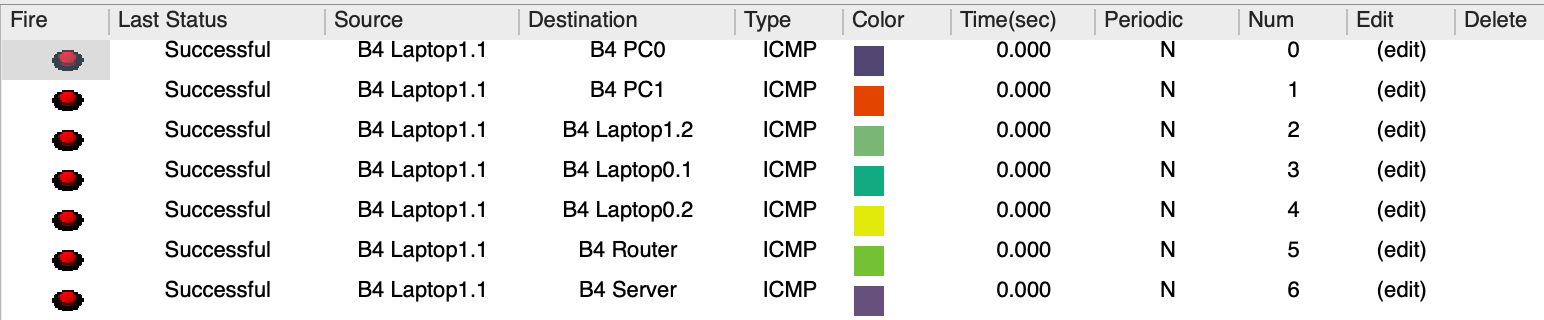 Fire Last Status Source Destination Type Color Time(sec) Periodic Num Edit Delete
Successful B4 Laptop1.1 B4 PC0 ICMP 0.000 N 0 (edit)
Successful B4 Laptop1.1 B4 PC1 ICMP 0.000 N 1 (edit)
Successful B4 Laptop1.1 B4 Laptop1.2 ICMP 0.000 N 2 (edit)
Successful B4 Laptop1.1 B4 Laptop0.1 ICMP 0.000 N 3 (edit)
Successful B4 Laptop1.1 B4 Laptop0.2 ICMP 0.000 N 4 (edit)
Successful B4 Laptop1.1 B4 Router ICMP 0.000 N 5 (edit)
Successful B4 Laptop1.1 B4 Server ICMP 0.000 N 6 (edit)